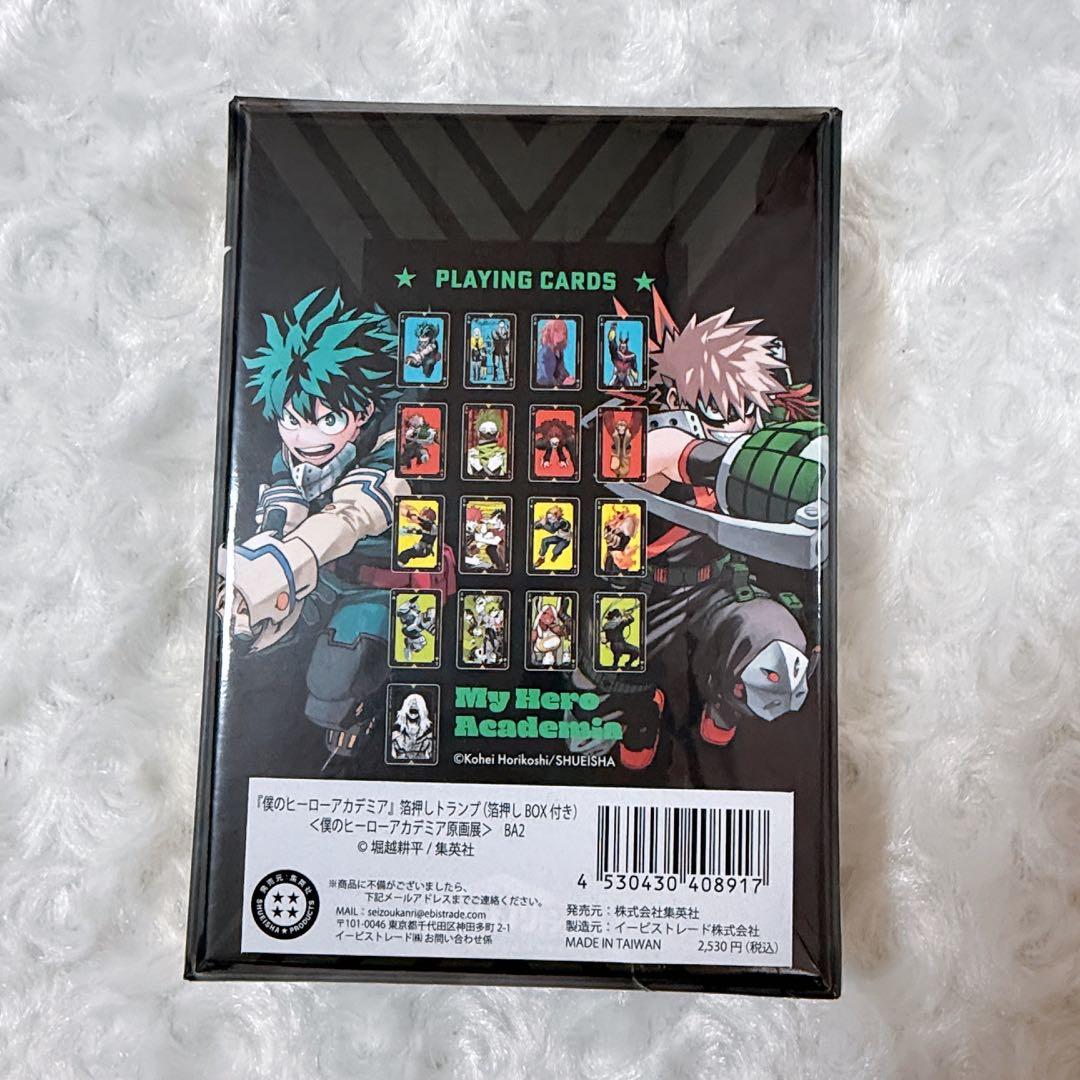 ★ PLAYING CARDS ★
My Hero
Academia
©Kohei Horikoshi/SHUEISHA
『僕のヒーローアカデミア』箔押しトランプ(箔押しBOX付き)
<僕のヒーローアカデミア原画展> BA2
© 堀越耕平 / 集英社
発売元:集英社
SHUEISHA ★ PRODUCTS
※商品に不備がございましたら、
下記メールアドレスまでご連絡ください。
MAIL:seizoukanri@ebistrade.com
〒101-0046 東京都千代田区神田多町 2-1
イービストレード㈱ お問い合わせ係
4 530430 408917
発売元:株式会社集英社
製造元:イービストレード株式会社
MADE IN TAIWAN 2,530 円(税込)